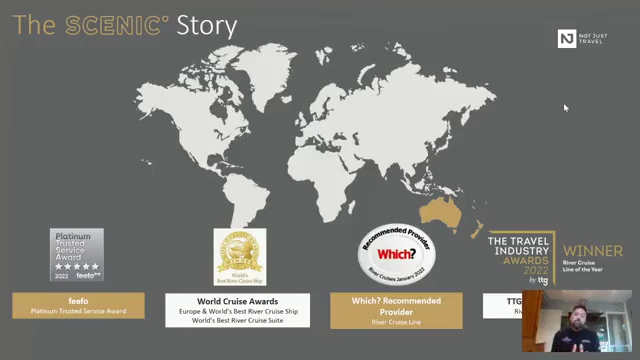 The SCENIC Story
NOT JUST
TRAVEL
Platinum
Trusted
Service
Award
2022 feefo
World's
Best River Cruise Ship
Recommended Provider
Which?
River Cruises January 2022
THE TRAVEL
INDUSTRY
AWARDS
2022
by ttg
WINNER
River Cruise
Line of the Year
feefo
Platinum Trusted Service Award
World Cruise Awards
Europe & World's Best River Cruise Ship
World's Best River Cruise Suite
Which? Recommended
Provider
River Cruise Line
TTG